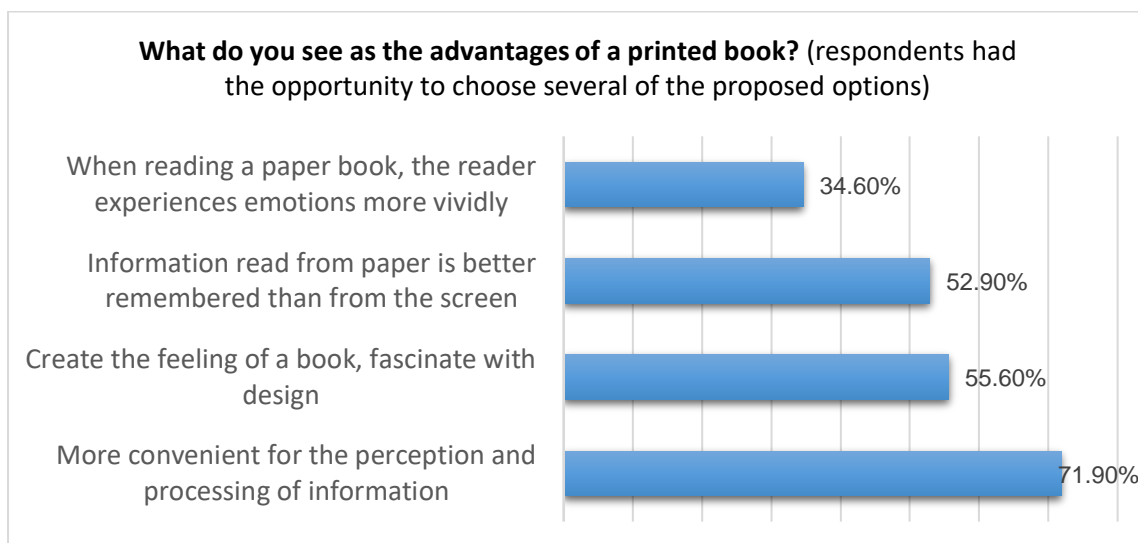 What do you see as the advantages of a printed book? (respondents had
the opportunity to choose several of the proposed options)
When reading a paper book, the reader
experiences emotions more vividly
34.60%
Information read from paper is better
remembered than from the screen
52.90%
Create the feeling of a book, fascinate with
design
55.60%
More convenient for the perception and
processing of information
71.90%